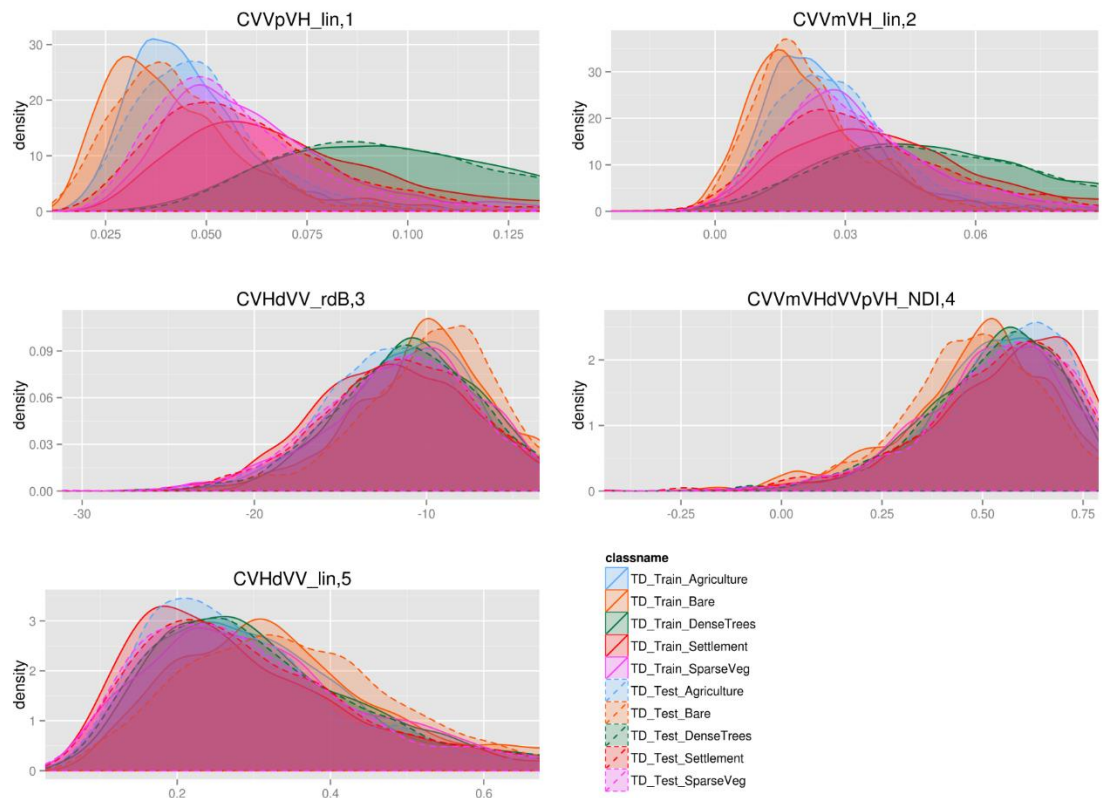 CVVpVH_lin,1
density
30
20
10
0
0.025 0.050 0.075 0.100 0.125
CVVmVH_lin,2
density
30
20
10
0
0.00 0.03 0.06
CVHdVV_rdB,3
density
0.09
0.06
0.03
0.00
-30 -20 -10
CVVmVHdVVpVH_NDI,4
density
2
1
0
-0.25 0.00 0.25 0.50 0.75
CVHdVV_lin,5
density
3
2
1
0
0.2 0.4 0.6
classname
TD_Train_Agriculture
TD_Train_Bare
TD_Train_DenseTrees
TD_Train_Settlement
TD_Train_SparseVeg
TD_Test_Agriculture
TD_Test_Bare
TD_Test_DenseTrees
TD_Test_Settlement
TD_Test_SparseVeg